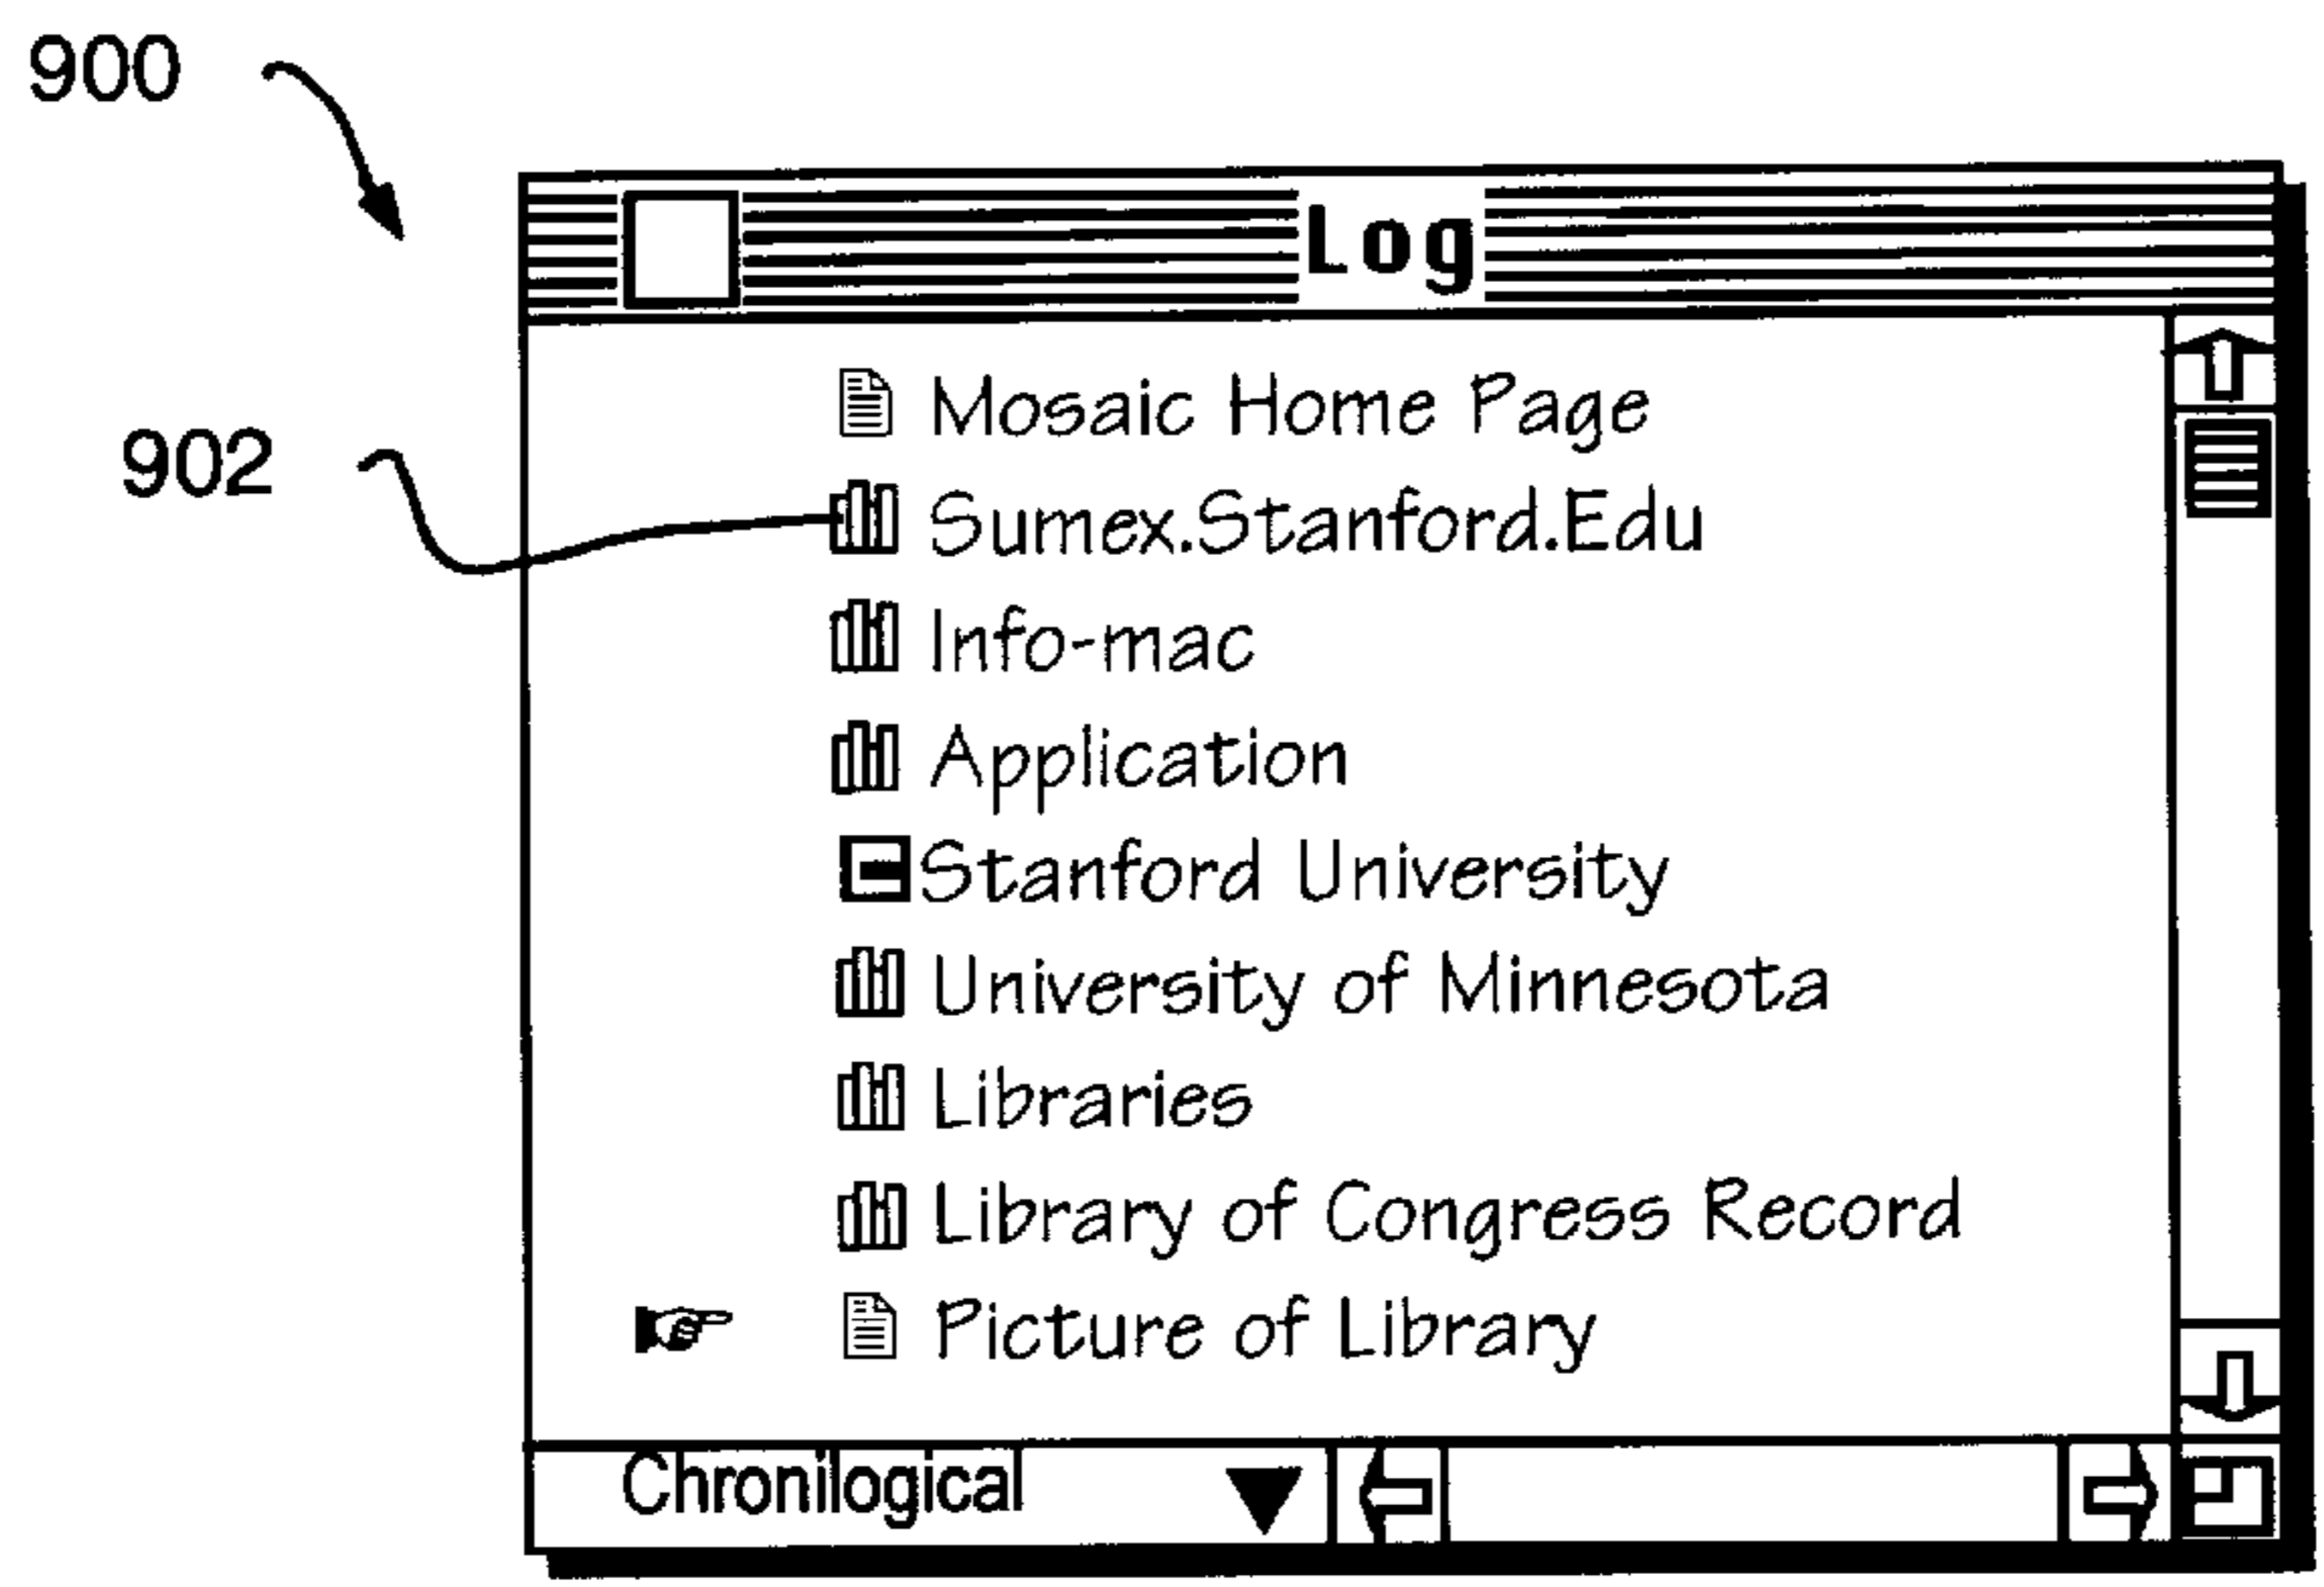 900
Log
Mosaic Home Page
902
Sumex.Stanford.Edu
Info-mac
Application
Stanford University
University of Minnesota
Libraries
Library of Congress Record
Picture of Library
Chronilogical